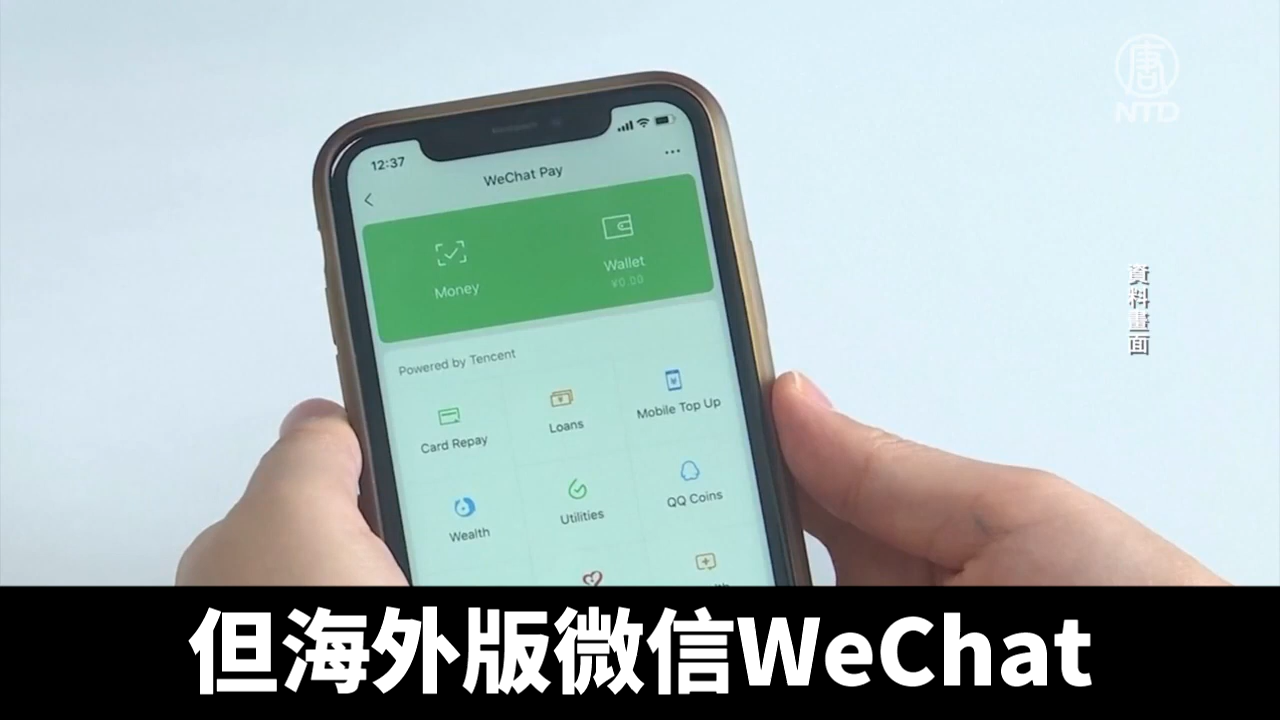 唐
NTD
12:37
WeChat Pay
Money
Wallet
¥0.00
資料畫面
Powered by Tencent
Card Repay
Loans
Mobile Top Up
Wealth
Utilities
QQ Coins
但海外版微信WeChat